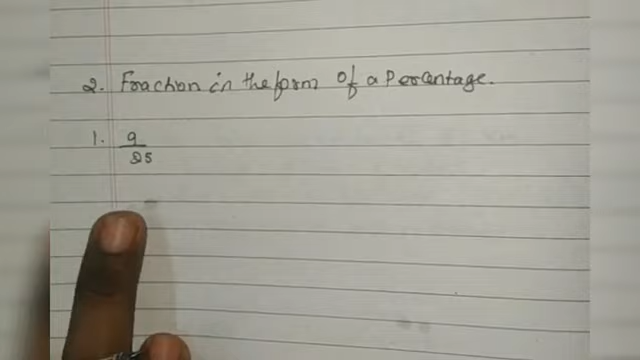 2. Fraction in the form of a Percentage.
1. 9/25